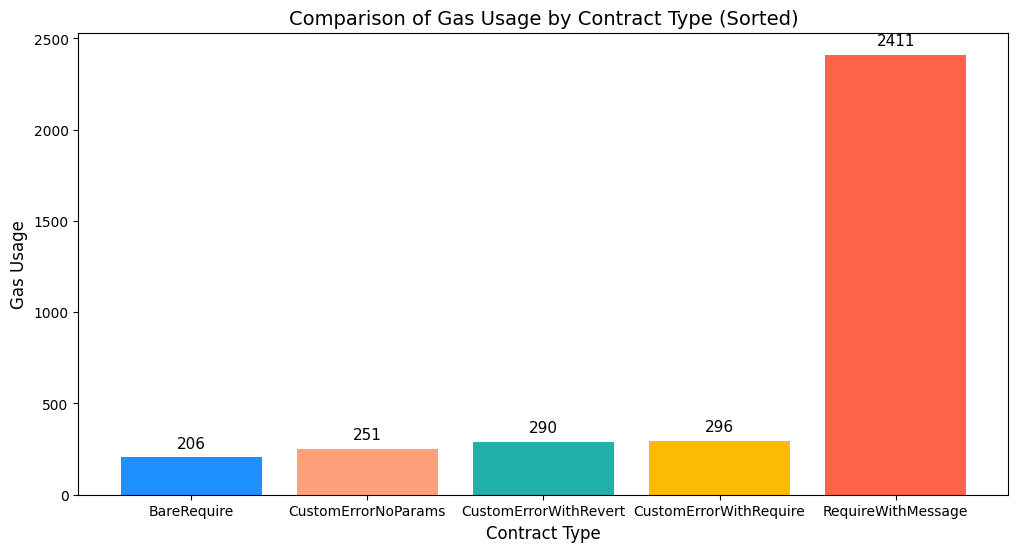 Comparison of Gas Usage by Contract Type (Sorted)
2500
2000
1500
1000
500
0
Gas Usage
206
251
290
296
2411
BareRequire CustomErrorNoParams CustomErrorWithRevert CustomErrorWithRequire RequireWithMessage
Contract Type